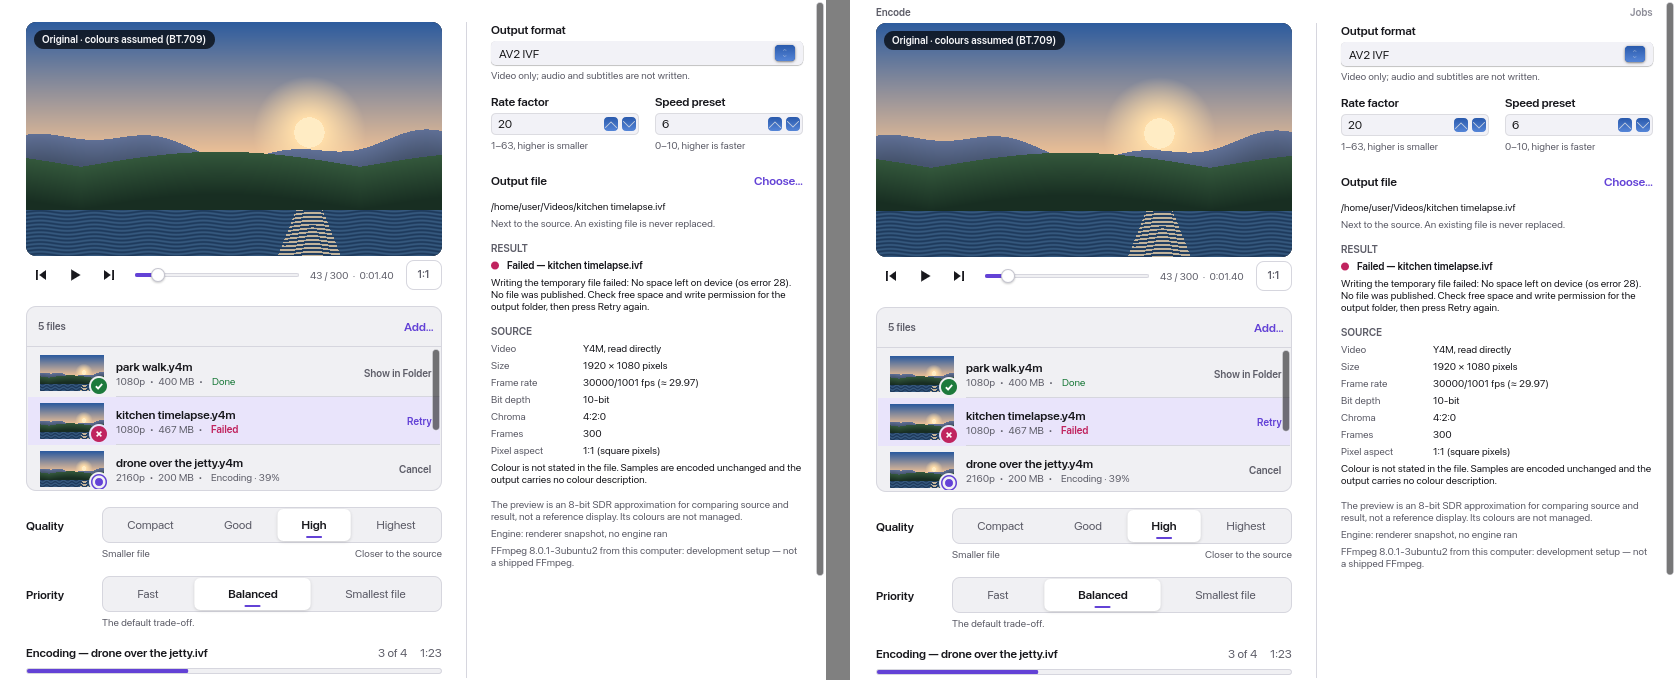 Original · colours assumed (BT.709)
43 / 300 · 0:01.40
1:1
5 files
Add...
park walk.y4m
1080p • 400 MB • Done
Show in Folder
kitchen timelapse.y4m
1080p • 467 MB • Failed
Retry
drone over the jetty.y4m
2160p • 200 MB • Encoding · 39%
Cancel
Quality
Compact
Good
High
Highest
Smaller file
Closer to the source
Priority
Fast
Balanced
Smallest file
The default trade-off.
Encoding — drone over the jetty.ivf
3 of 4
1:23
Output format
AV2 IVF
Video only; audio and subtitles are not written.
Rate factor
Speed preset
20
6
1–63, higher is smaller
0–10, higher is faster
Output file
Choose...
/home/user/Videos/kitchen timelapse.ivf
Next to the source. An existing file is never replaced.
RESULT
Failed — kitchen timelapse.ivf
Writing the temporary file failed: No space left on device (os error 28).
No file was published. Check free space and write permission for the
output folder, then press Retry again.
SOURCE
Video Y4M, read directly
Size 1920 × 1080 pixels
Frame rate 30000/1001 fps (≈ 29.97)
Bit depth 10-bit
Chroma 4:2:0
Frames 300
Pixel aspect 1:1 (square pixels)
Colour is not stated in the file. Samples are encoded unchanged and the
output carries no colour description.
The preview is an 8-bit SDR approximation for comparing source and
result, not a reference display. Its colours are not managed.
Engine: renderer snapshot, no engine ran
FFmpeg 8.0.1-3ubuntu2 from this computer: development setup — not
a shipped FFmpeg.
Encode
Jobs
Original · colours assumed (BT.709)
43 / 300 · 0:01.40
1:1
5 files
Add...
park walk.y4m
1080p • 400 MB • Done
Show in Folder
kitchen timelapse.y4m
1080p • 467 MB • Failed
Retry
drone over the jetty.y4m
2160p • 200 MB • Encoding · 39%
Cancel
Quality
Compact
Good
High
Highest
Smaller file
Closer to the source
Priority
Fast
Balanced
Smallest file
The default trade-off.
Encoding — drone over the jetty.ivf
3 of 4
1:23
Output format
AV2 IVF
Video only; audio and subtitles are not written.
Rate factor
Speed preset
20
6
1–63, higher is smaller
0–10, higher is faster
Output file
Choose...
/home/user/Videos/kitchen timelapse.ivf
Next to the source. An existing file is never replaced.
RESULT
Failed — kitchen timelapse.ivf
Writing the temporary file failed: No space left on device (os error 28).
No file was published. Check free space and write permission for the
output folder, then press Retry again.
SOURCE
Video Y4M, read directly
Size 1920 × 1080 pixels
Frame rate 30000/1001 fps (≈ 29.97)
Bit depth 10-bit
Chroma 4:2:0
Frames 300
Pixel aspect 1:1 (square pixels)
Colour is not stated in the file. Samples are encoded unchanged and the
output carries no colour description.
The preview is an 8-bit SDR approximation for comparing source and
result, not a reference display. Its colours are not managed.
Engine: renderer snapshot, no engine ran
FFmpeg 8.0.1-3ubuntu2 from this computer: development setup — not
a shipped FFmpeg.